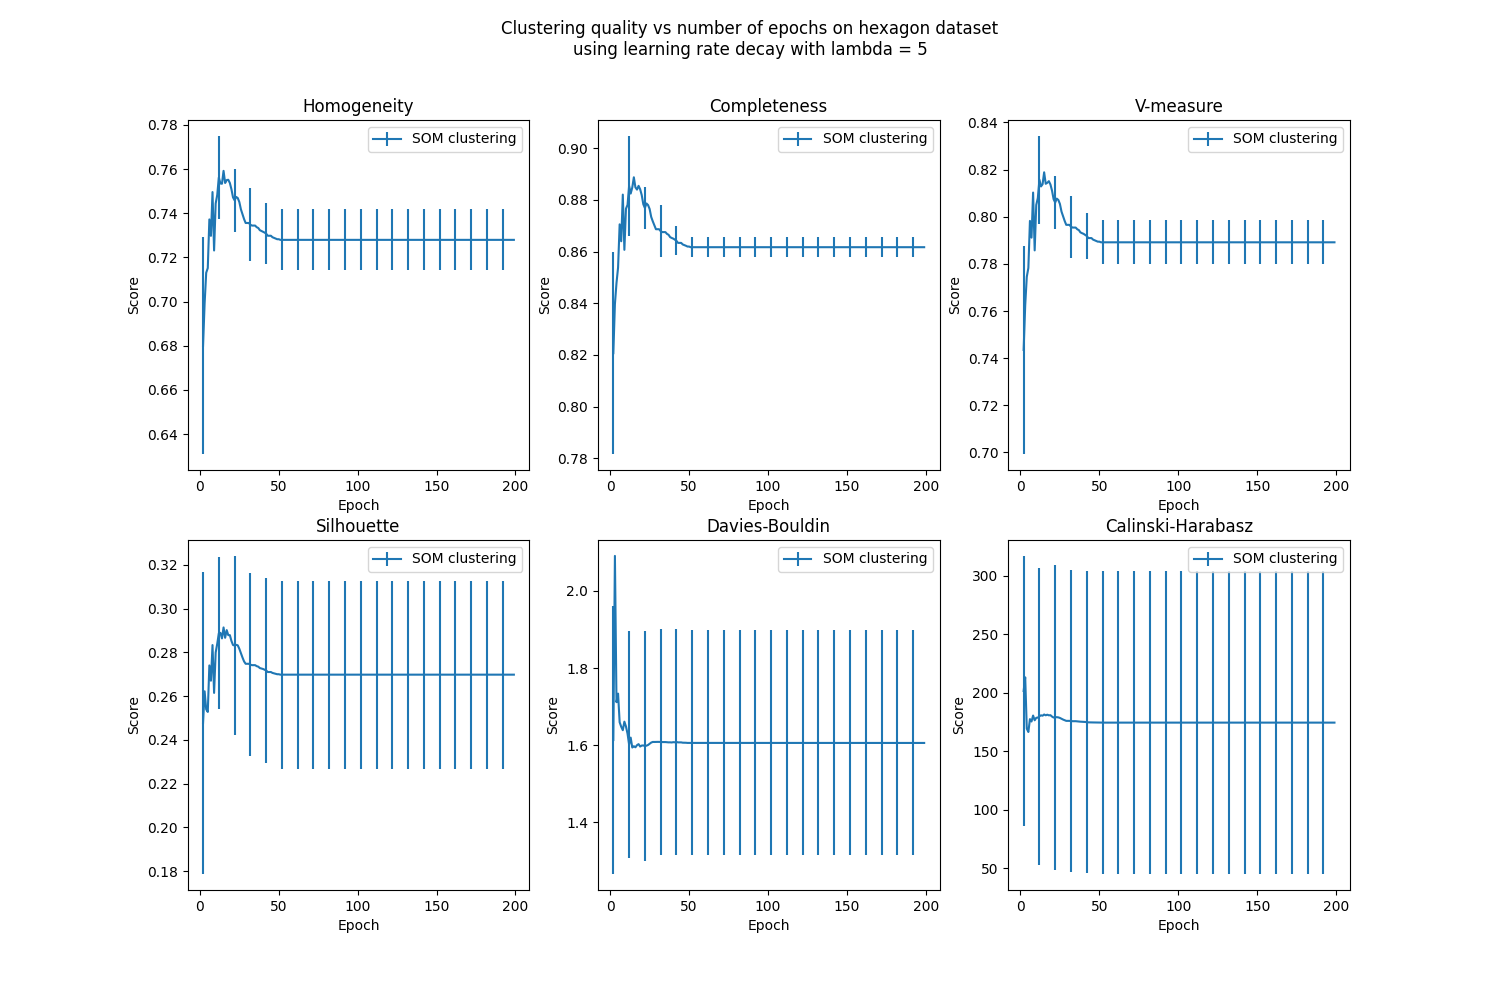 Clustering quality vs number of epochs on hexagon dataset
using learning rate decay with lambda = 5
Homogeneity
SOM clustering
Score
0.78
0.76
0.74
0.72
0.70
0.68
0.66
0.64
0 50 100 150 200
Epoch
Completeness
SOM clustering
Score
0.90
0.88
0.86
0.84
0.82
0.80
0.78
0 50 100 150 200
Epoch
V-measure
SOM clustering
Score
0.84
0.82
0.80
0.78
0.76
0.74
0.72
0.70
0 50 100 150 200
Epoch
Silhouette
SOM clustering
Score
0.32
0.30
0.28
0.26
0.24
0.22
0.20
0.18
0 50 100 150 200
Epoch
Davies-Bouldin
SOM clustering
Score
2.0
1.8
1.6
1.4
0 50 100 150 200
Epoch
Calinski-Harabasz
SOM clustering
Score
300
250
200
150
100
50
0 50 100 150 200
Epoch